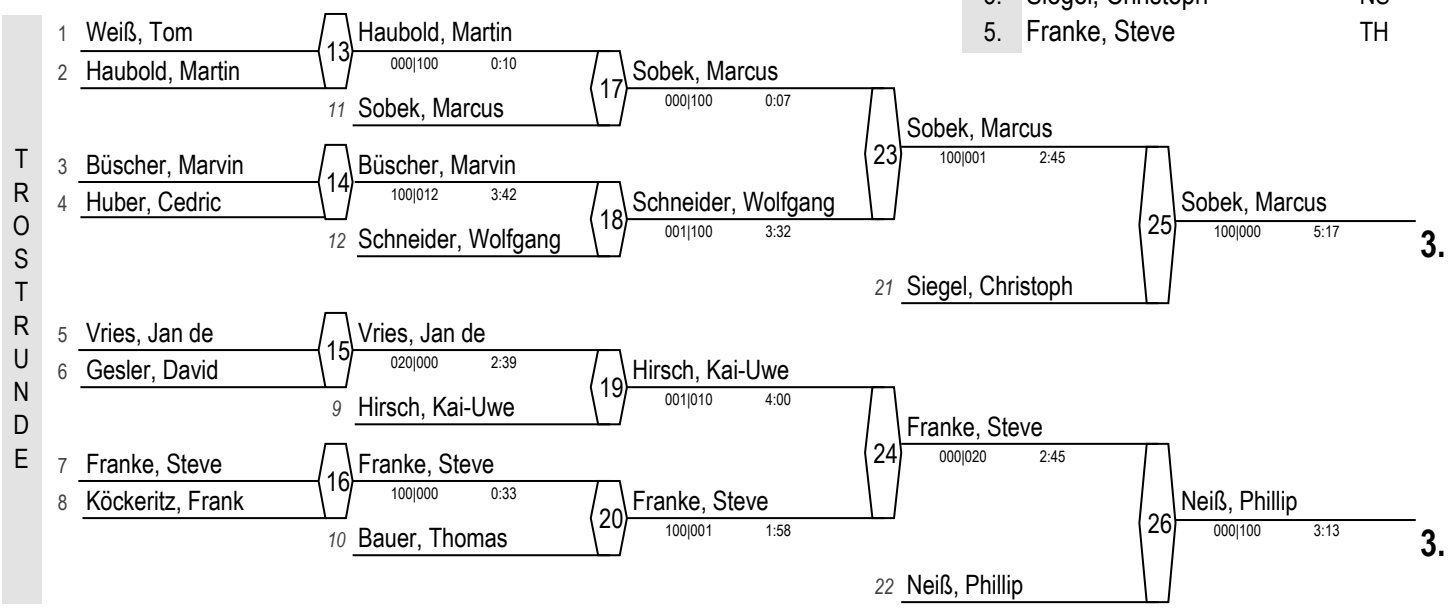 5. Siegel, Christoph NS
5. Franke, Steve TH
TROSTRUNDE
1 Weiß, Tom
2 Haubold, Martin
13
Haubold, Martin
000|100 0:10
11 Sobek, Marcus
17
Sobek, Marcus
000|100 0:07
3 Büscher, Marvin
4 Huber, Cedric
14
Büscher, Marvin
100|012 3:42
12 Schneider, Wolfgang
18
Schneider, Wolfgang
001|100 3:32
23
Sobek, Marcus
100|001 2:45
21 Siegel, Christoph
25
Sobek, Marcus
100|000 5:17
3.
5 Vries, Jan de
6 Gesler, David
15
Vries, Jan de
020|000 2:39
9 Hirsch, Kai-Uwe
19
Hirsch, Kai-Uwe
001|010 4:00
7 Franke, Steve
8 Köckeritz, Frank
16
Franke, Steve
100|000 0:33
10 Bauer, Thomas
20
Franke, Steve
100|001 1:58
24
Franke, Steve
000|020 2:45
22 Neiß, Phillip
26
Neiß, Phillip
000|100 3:13
3.